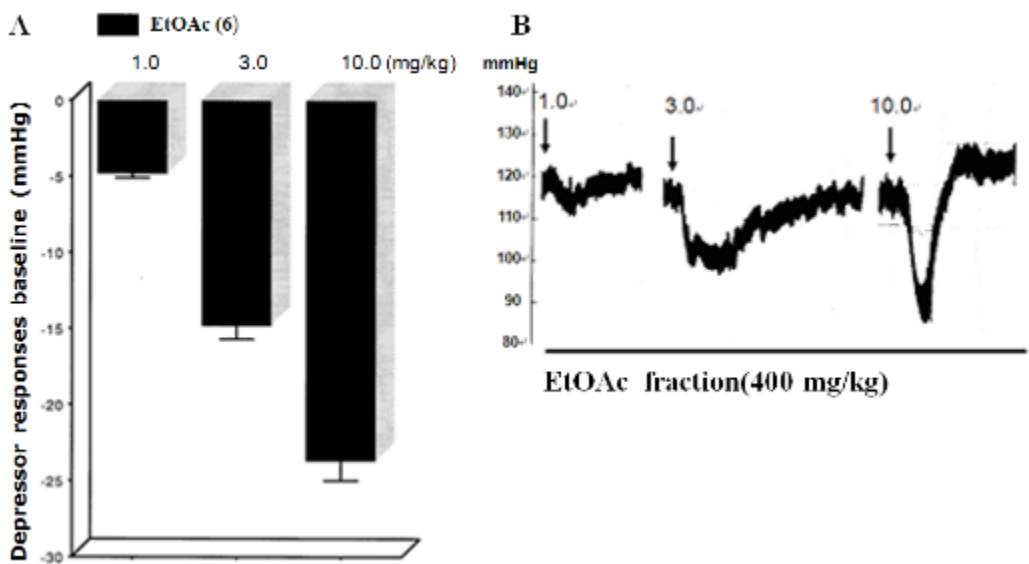 A
EtOAc (6)
1.0 3.0 10.0 (mg/kg)
Depressor responses baseline (mmHg)
0
-5
-10
-15
-20
-25
-30
B
mmHg
1.0 3.0 10.0
140
130
120
110
100
90
80
EtOAc fraction(400 mg/kg)